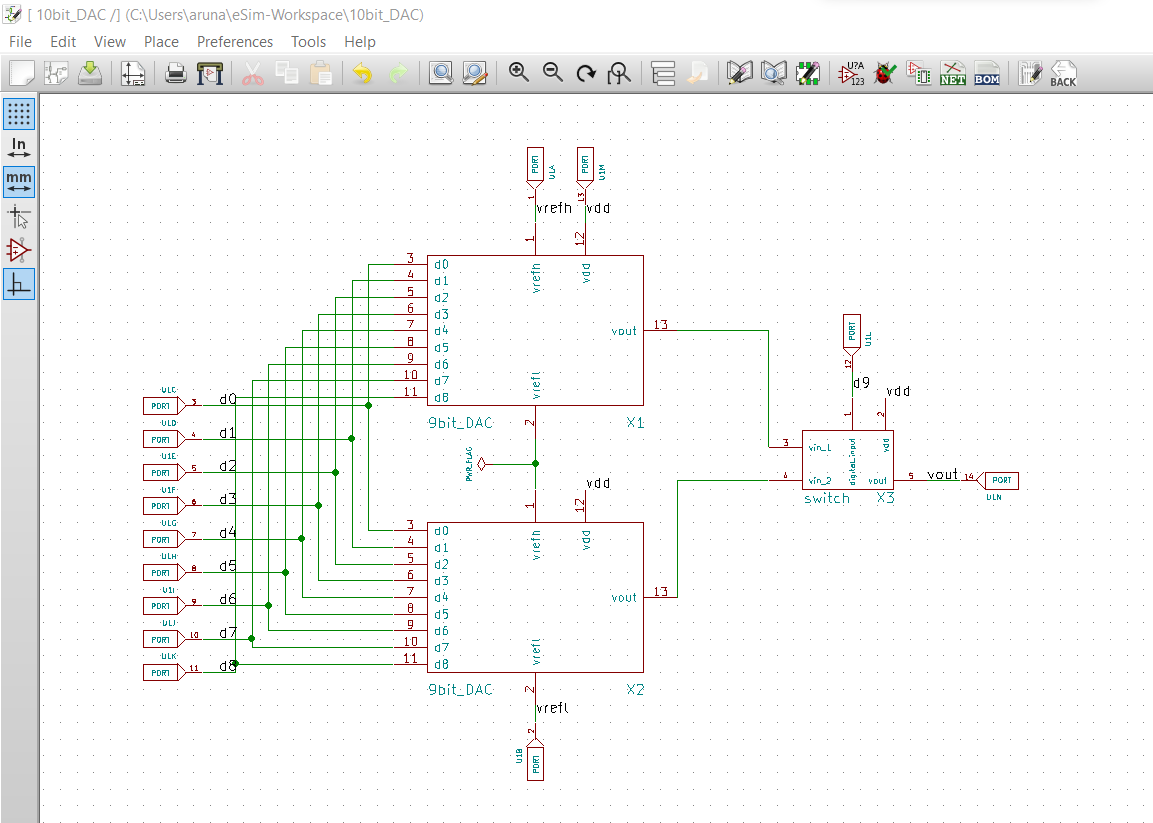 [ 10bit_DAC /] (C:\Users\aruna\eSim-Workspace\10bit_DAC)
File Edit View Place Preferences Tools Help
U?A
123
NET
BOM
BACK
In
mm
PORT
U1A
1
vrefh
PORT
U1M
13
vdd
1
12
vrefh
vdd
3 d0
4 d1
5 d2
6 d3
7 d4
8 d5
9 d6
10 d7
11 d8
vout 13
vrefl
2
9bit_DAC X1
U1C
PORT 3 d0
U1D
PORT 4 d1
U1E
PORT 5 d2
U1F
PORT 6 d3
U1G
PORT 7 d4
U1H
PORT 8 d5
U1I
PORT 9 d6
U1J
PORT 10 d7
U1K
PORT 11 d8
PWR_FLAG
vdd
1
12
vrefh
vdd
3 d0
4 d1
5 d2
6 d3
7 d4
8 d5
9 d6
10 d7
11 d8
vout 13
vrefl
2
9bit_DAC X2
vrefl
2
U1B
PORT
PORT
U1L
12
d9
vdd
1
2
3 vin_1
4 vin_2
digital_input
vdd
vout 5
switch X3
vout 14 PORT
U1N